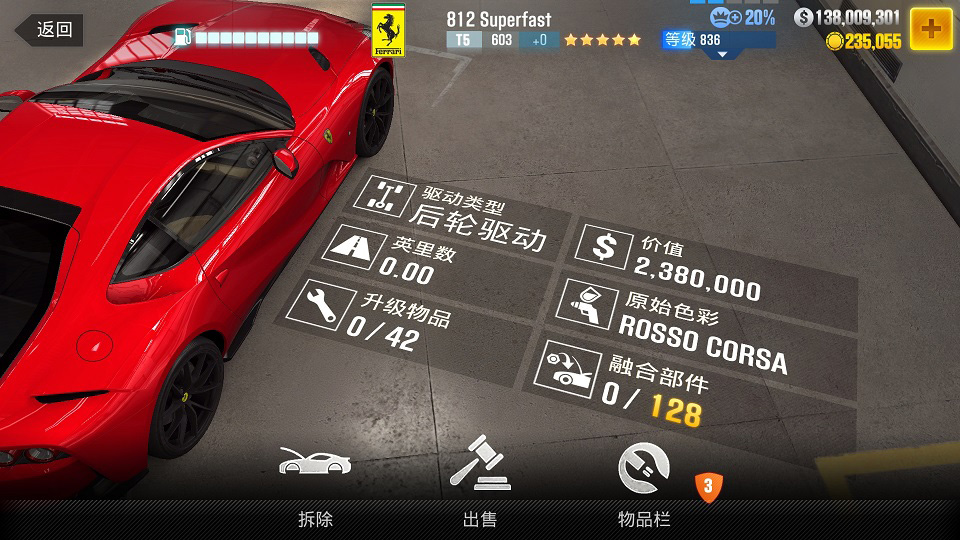 返回
Ferrari
812 Superfast
T5 603 +0
20%
等级 836
138,009,301
235,055
驱动类型
后轮驱动
英里数
0.00
升级物品
0/42
价值
2,380,000
原始色彩
ROSSO CORSA
融合部件
0/128
拆除
出售
物品栏
3